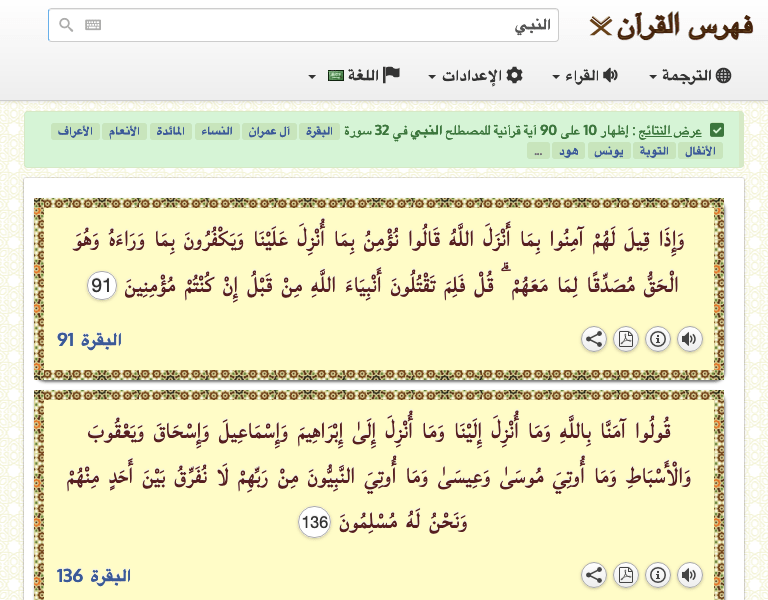 فهرس القرآن
النبي
الترجمة
القراء
الإعدادات
اللغة
عرض النتائج : إظهار 10 على 90 آية قرآنية للمصطلح النبي في 32 سورة البقرة آل عمران النساء المائدة الأنعام الأعراف
الأنفال التوبة يونس هود ...
وَإِذَا قِيلَ لَهُمْ آمِنُوا بِمَا أَنْزَلَ اللَّهُ قَالُوا نُؤْمِنُ بِمَا أُنْزِلَ عَلَيْنَا وَيَكْفُرُونَ بِمَا وَرَاءَهُ وَهُوَ
الْحَقُّ مُصَدِّقًا لِمَا مَعَهُمْ ۗ قُلْ فَلِمَ تَقْتُلُونَ أَنْبِيَاءَ اللَّهِ مِنْ قَبْلُ إِنْ كُنْتُمْ مُؤْمِنِينَ 91
البقرة 91
قُولُوا آمَنَّا بِاللَّهِ وَمَا أُنْزِلَ إِلَيْنَا وَمَا أُنْزِلَ إِلَىٰ إِبْرَاهِيمَ وَإِسْمَاعِيلَ وَإِسْحَاقَ وَيَعْقُوبَ
وَالْأَسْبَاطِ وَمَا أُوتِيَ مُوسَىٰ وَعِيسَىٰ وَمَا أُوتِيَ النَّبِيُّونَ مِنْ رَبِّهِمْ لَا نُفَرِّقُ بَيْنَ أَحَدٍ مِنْهُمْ
وَنَحْنُ لَهُ مُسْلِمُونَ 136
البقرة 136